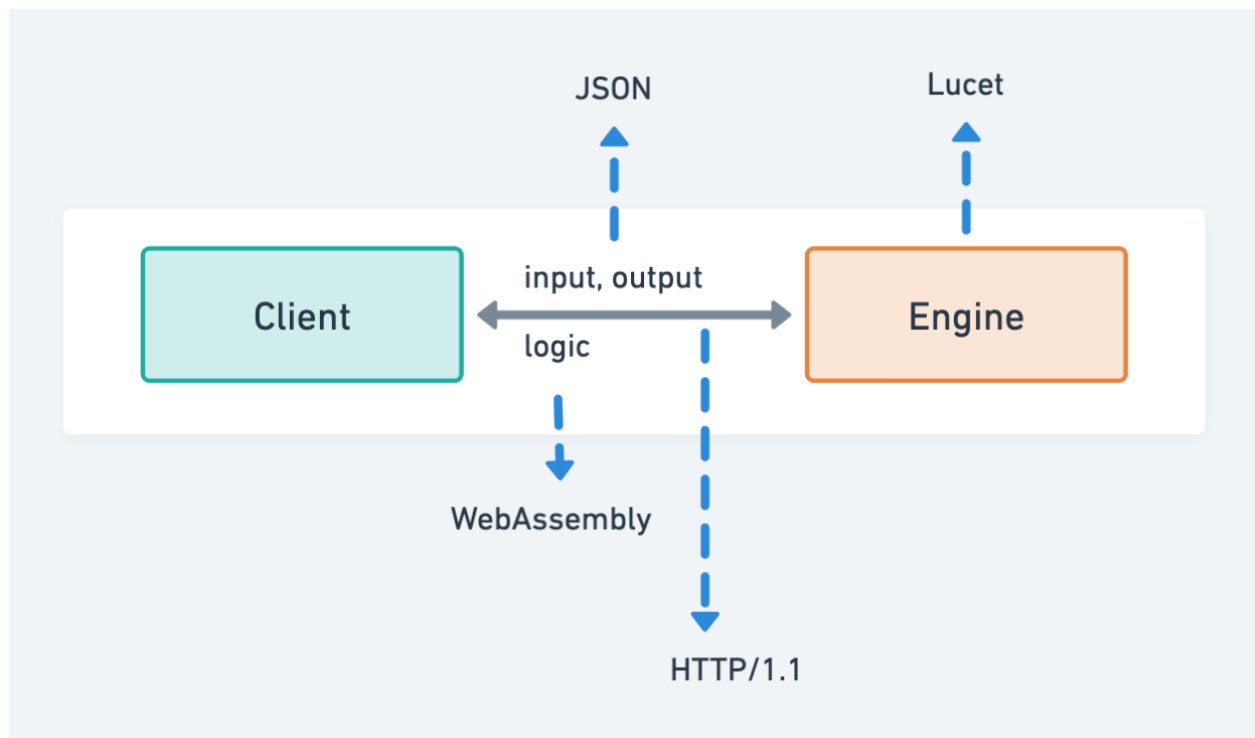 JSON
Lucet
input, output
Client
Engine
logic
WebAssembly
HTTP/1.1